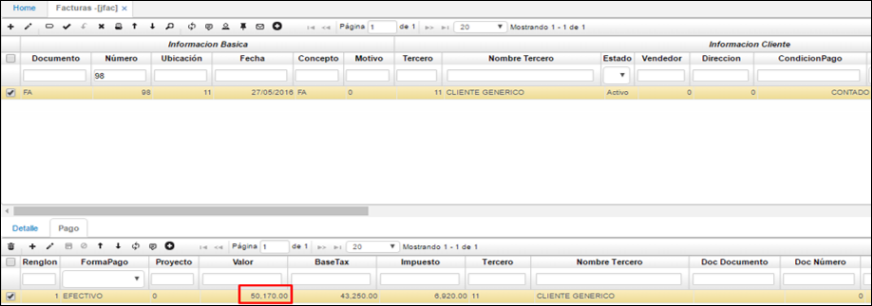 Home Facturas -[jfac] ×
Página 1 de 1 20 Mostrando 1 - 1 de 1
Informacion Basica Informacion Cliente
Documento Número Ubicación Fecha Concepto Motivo Tercero Nombre Tercero Estado Vendedor Direccion CondicionPago
98
FA 98 11 27/05/2016 FA 0 11 CLIENTE GENERICO Activo 0 0 CONTADO
Detalle Pago
Página 1 de 1 20 Mostrando 1 - 1 de 1
Renglon FormaPago Proyecto Valor BaseTax Impuesto Tercero Nombre Tercero Doc Documento Doc Número
1 EFECTIVO 0 50,170.00 43,250.00 6,920.00 11 CLIENTE GENERICO 0